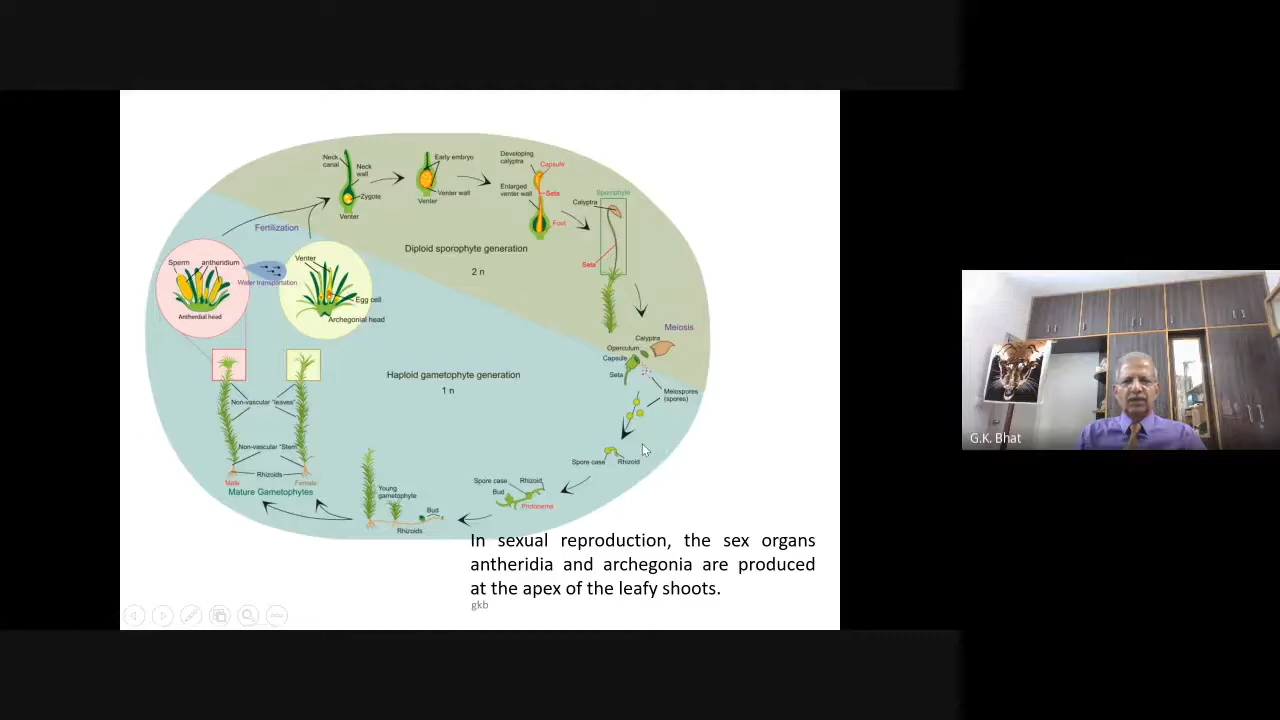 Neck
canal
Neck
wall
Zygote
Venter
Early embryo
Venter wall
Venter
Developing
calyptra
Capsule
Enlarged
venter wall
Seta
Foot
Sporophyte
Calyptra
Seta
Fertilization
Diploid sporophyte generation
2 n
Sperm
antheridium
Antherdial head
Water transportation
Venter
Egg cell
Archegonial head
Meiosis
Calyptra
Operculum
Capsule
Seta
Meiospores
(spores)
Haploid gametophyte generation
1 n
Non-vascular "leaves"
Non-vascular "Stem"
Rhizoids
Male
Female
Mature Gametophytes
Spore case
Rhizoid
Spore case
Rhizoid
Bud
Protonema
Young
gametophyte
Bud
Rhizoids
In sexual reproduction, the sex organs
antheridia and archegonia are produced
at the apex of the leafy shoots.
gkb
G.K. Bhat